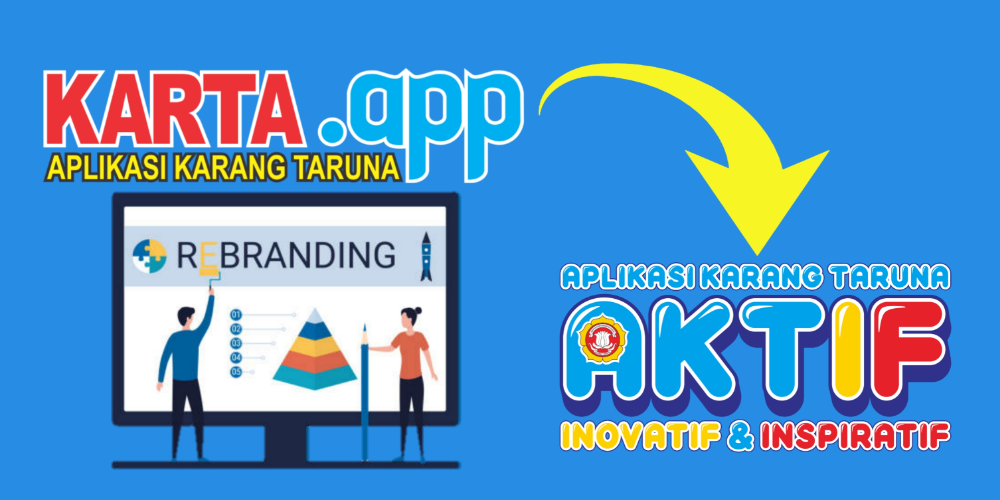 KARTA.app
APLIKASI KARANG TARUNA
REBRANDING
01
02
03
04
05
APLIKASI KARANG TARUNA
AKTIF
INOVATIF & INSPIRATIF